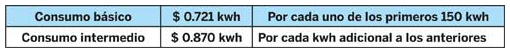 Consumo básico $ 0.721 kwh Por cada uno de los primeros 150 kwh
Consumo intermedio $ 0.870 kwh Por cada kwh adicional a los anteriores